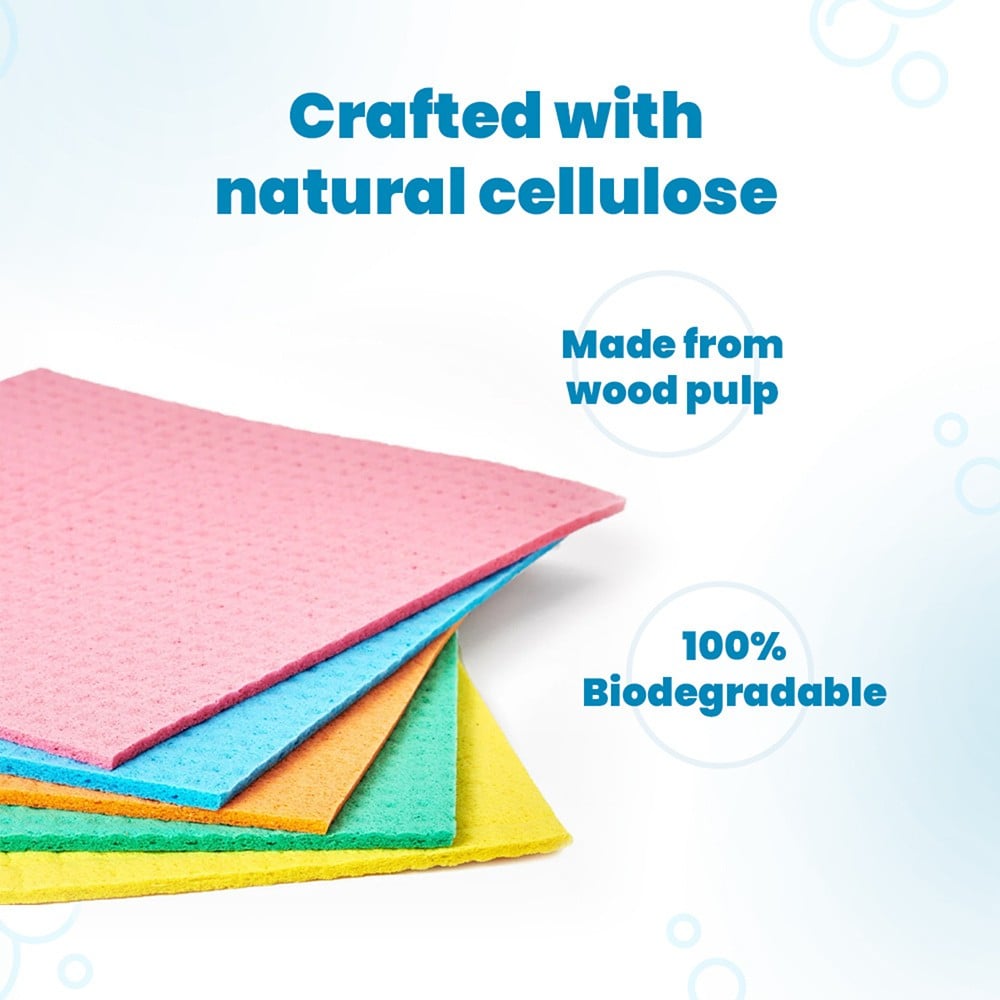 Crafted with
natural cellulose
Made from
wood pulp
100%
Biodegradable